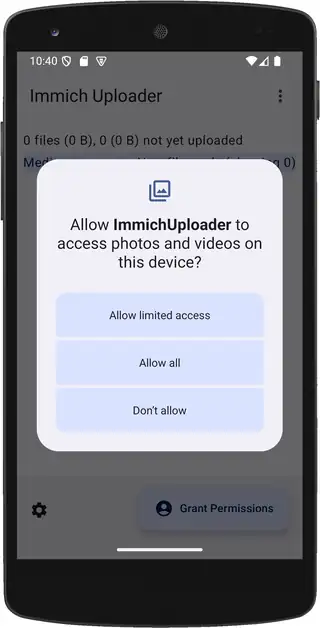 10:40
Immich Uploader
0 files (0 B), 0 (0 B) not yet uploaded
Allow ImmichUploader to
access photos and videos on
this device?
Allow limited access
Allow all
Don't allow
Grant Permissions